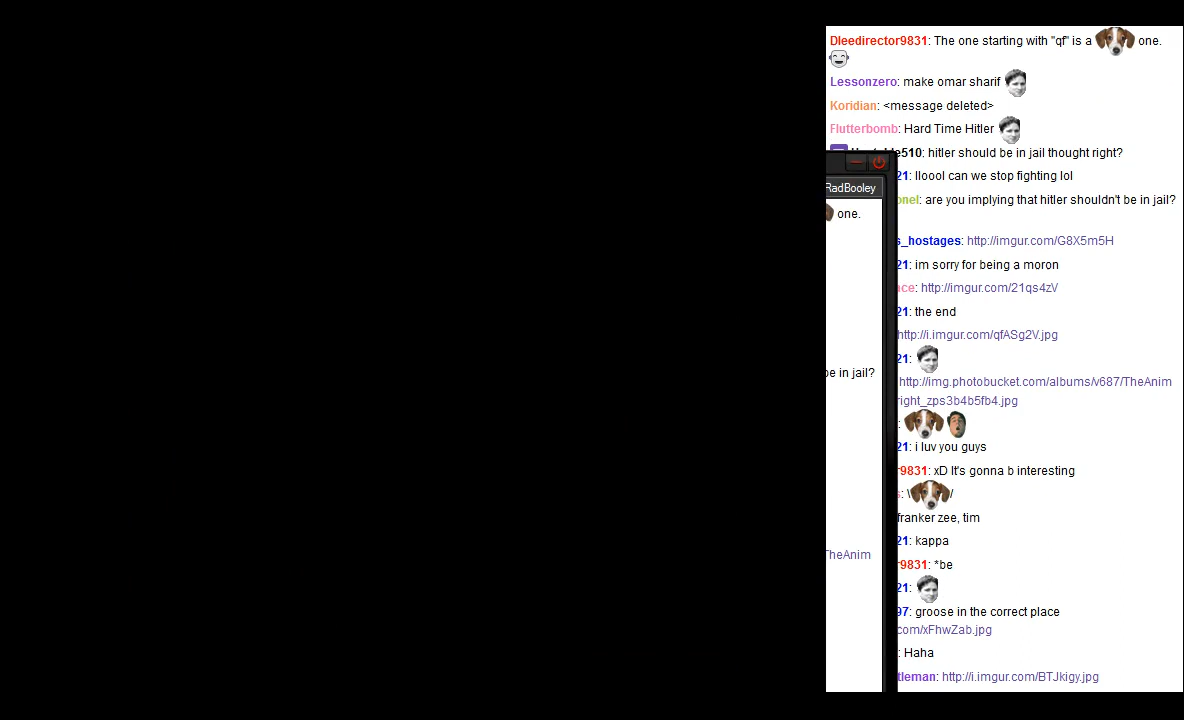 Dleedirector9831: The one starting with "qf" is a one.
Lessonzero: make omar sharif
Koridian: <message deleted>
Flutterbomb: Hard Time Hitler
e510: hitler should be in jail thought right?
21: lloool can we stop fighting lol
RadBooley
onel: are you implying that hitler shouldn't be in jail?
one.
s_hostages: http://imgur.com/G8X5m5H
21: im sorry for being a moron
ce: http://imgur.com/21qs4zV
21: the end
http://i.imgur.com/qfASg2V.jpg
21:
be in jail?
http://img.photobucket.com/albums/v687/TheAnim
right_zps3b4b5fb4.jpg
:
21: i luv you guys
r9831: xD It's gonna b interesting
s: \ /
franker zee, tim
21: kappa
TheAnim
r9831: *be
21:
97: groose in the correct place
com/xFhwZab.jpg
: Haha
tleman: http://i.imgur.com/BTJkigy.jpg